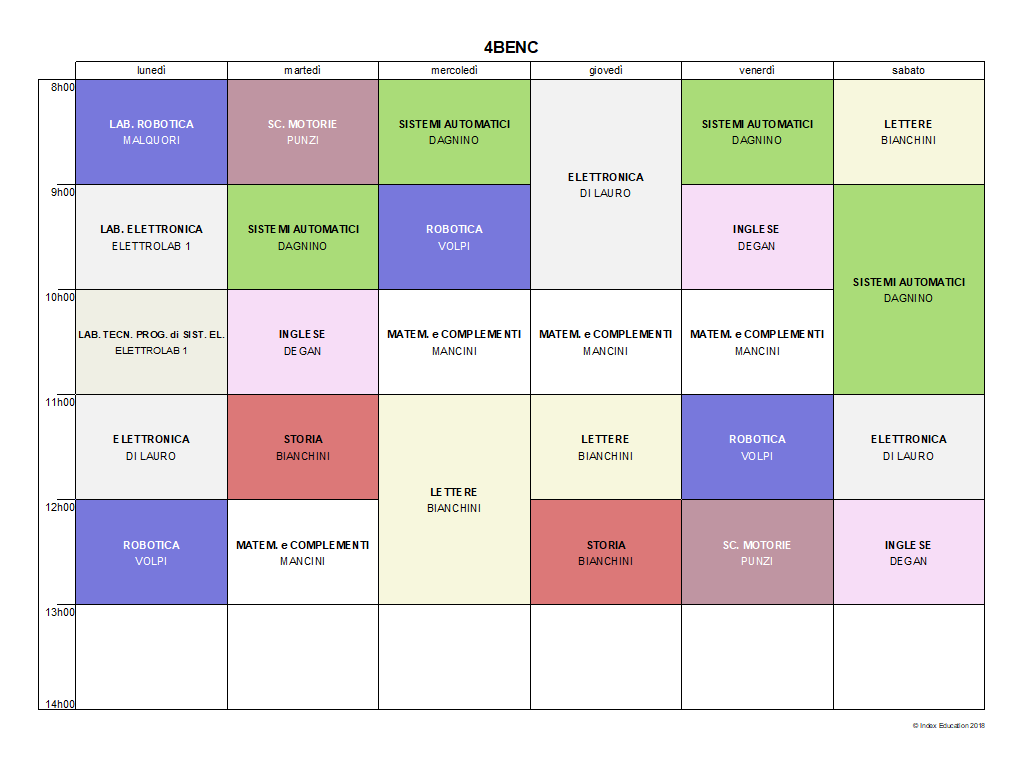 4BENC
lunedì martedì mercoledì giovedì venerdì sabato
8h00
LAB. ROBOTICA
MALQUORI
SC. MOTORIE
PUNZI
SISTEMI AUTOMATICI
DAGNINO
ELETTRONICA
DI LAURO
SISTEMI AUTOMATICI
DAGNINO
LETTERE
BIANCHINI
9h00
LAB. ELETTRONICA
ELETTROLAB 1
SISTEMI AUTOMATICI
DAGNINO
ROBOTICA
VOLPI
INGLESE
DEGAN
SISTEMI AUTOMATICI
DAGNINO
10h00
LAB. TECN. PROG. di SIST. EL.
ELETTROLAB 1
INGLESE
DEGAN
MATEM. e COMPLEMENTI
MANCINI
MATEM. e COMPLEMENTI
MANCINI
MATEM. e COMPLEMENTI
MANCINI
11h00
ELETTRONICA
DI LAURO
STORIA
BIANCHINI
LETTERE
BIANCHINI
LETTERE
BIANCHINI
ROBOTICA
VOLPI
ELETTRONICA
DI LAURO
12h00
ROBOTICA
VOLPI
MATEM. e COMPLEMENTI
MANCINI
STORIA
BIANCHINI
SC. MOTORIE
PUNZI
INGLESE
DEGAN
13h00
14h00
© Index Education 2018